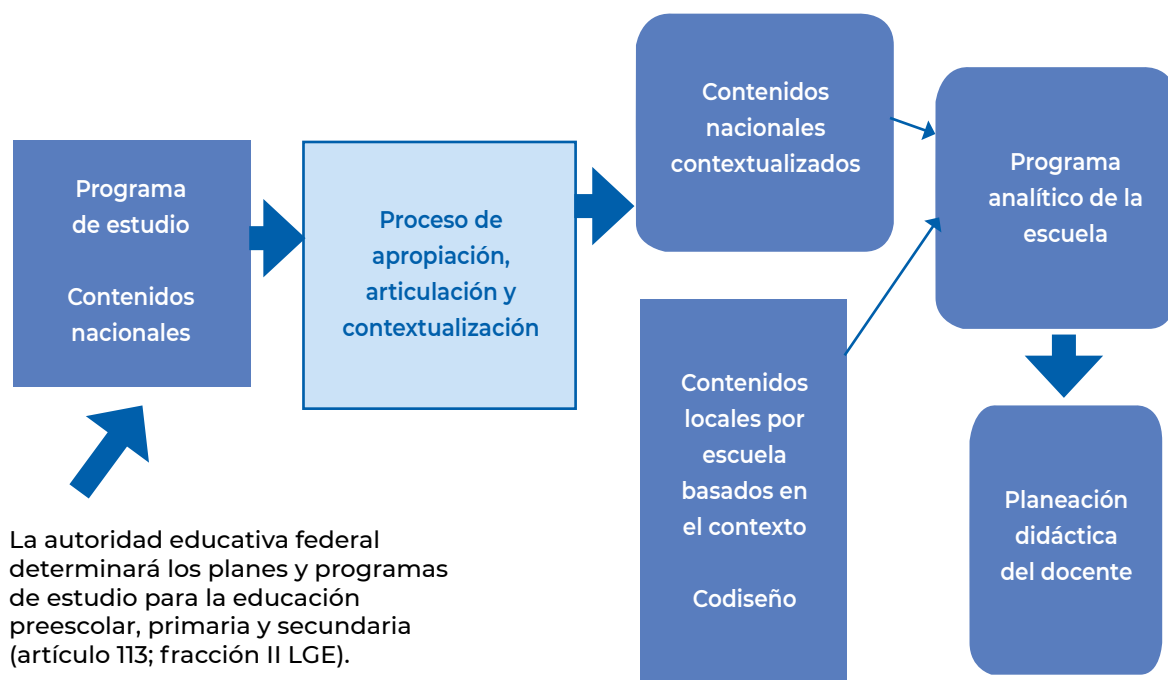 Programa
de estudio
Contenidos
nacionales
Proceso de
apropiación,
articulación y
contextualización
Contenidos
nacionales
contextualizados
Contenidos
locales por
escuela
basados en
el contexto
Codiseño
Programa
analítico de la
escuela
Planeación
didáctica
del docente
La autoridad educativa federal
determinará los planes y programas
de estudio para la educación
preescolar, primaria y secundaria
(artículo 113; fracción II LGE).